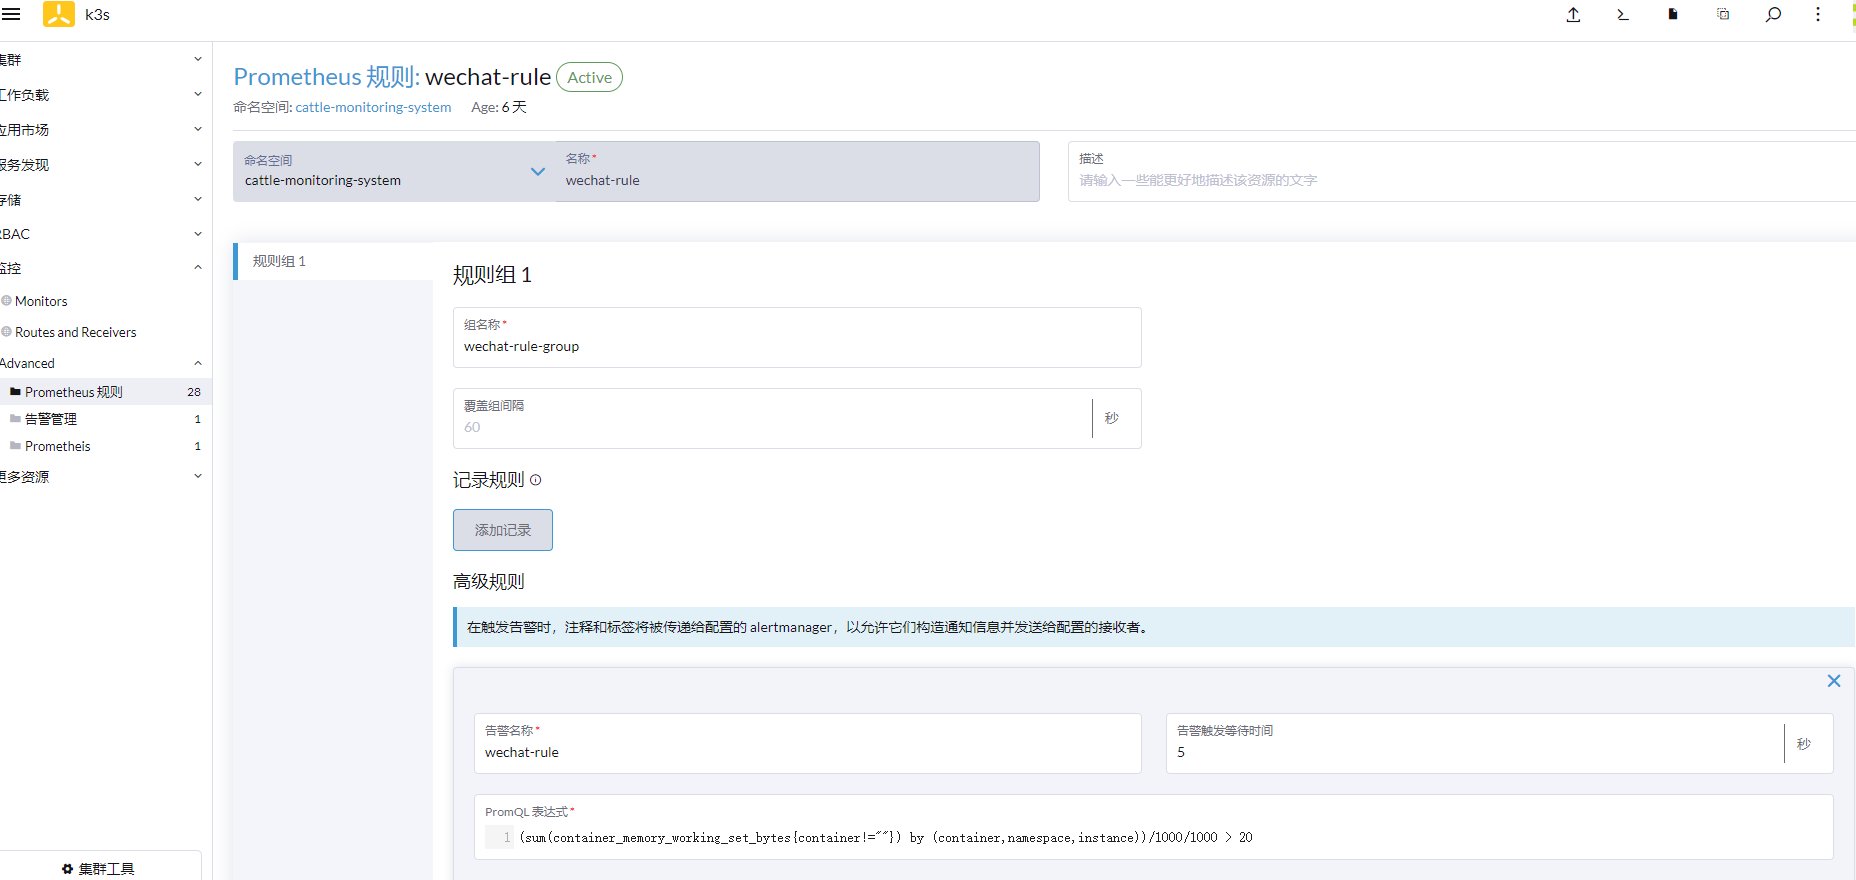 k3s
集群
工作负载
应用市场
服务发现
存储
RBAC
监控
Monitors
Routes and Receivers
Advanced
Prometheus 规则 28
告警管理 1
Prometheis 1
更多资源
集群工具
Prometheus 规则: wechat-rule Active
命名空间: cattle-monitoring-system Age: 6 天
命名空间
cattle-monitoring-system
名称*
wechat-rule
描述
请输入一些能更好地描述该资源的文字
规则组 1
规则组 1
组名称*
wechat-rule-group
覆盖组间隔
60
秒
记录规则
添加记录
高级规则
在触发告警时，注释和标签将被传递给配置的 alertmanager，以允许它们构造通知信息并发送给配置的接收者。
告警名称*
wechat-rule
告警触发等待时间
5
秒
PromQL 表达式*
1 (sum(container_memory_working_set_bytes{container!=""}) by (container,namespace,instance))/1000/1000 > 20